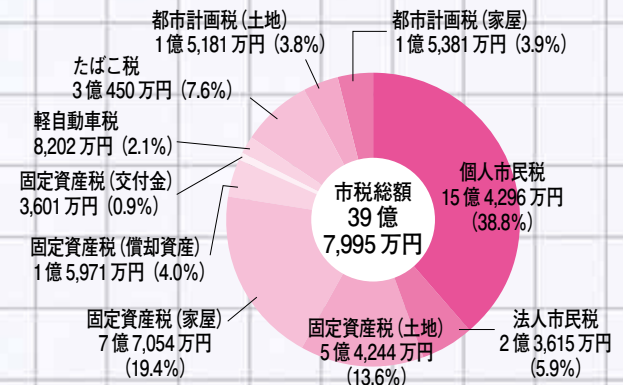 都市計画税（土地）
1億5,181万円（3.8%）
都市計画税（家屋）
1億5,381万円（3.9%）
たばこ税
3億450万円（7.6%）
軽自動車税
8,202万円（2.1%）
固定資産税（交付金）
3,601万円（0.9%）
固定資産税（償却資産）
1億5,971万円（4.0%）
固定資産税（家屋）
7億7,054万円
（19.4%）
固定資産税（土地）
5億4,244万円
（13.6%）
法人市民税
2億3,615万円
（5.9%）
個人市民税
15億4,296万円
（38.8%）
市税総額
39億
7,995万円